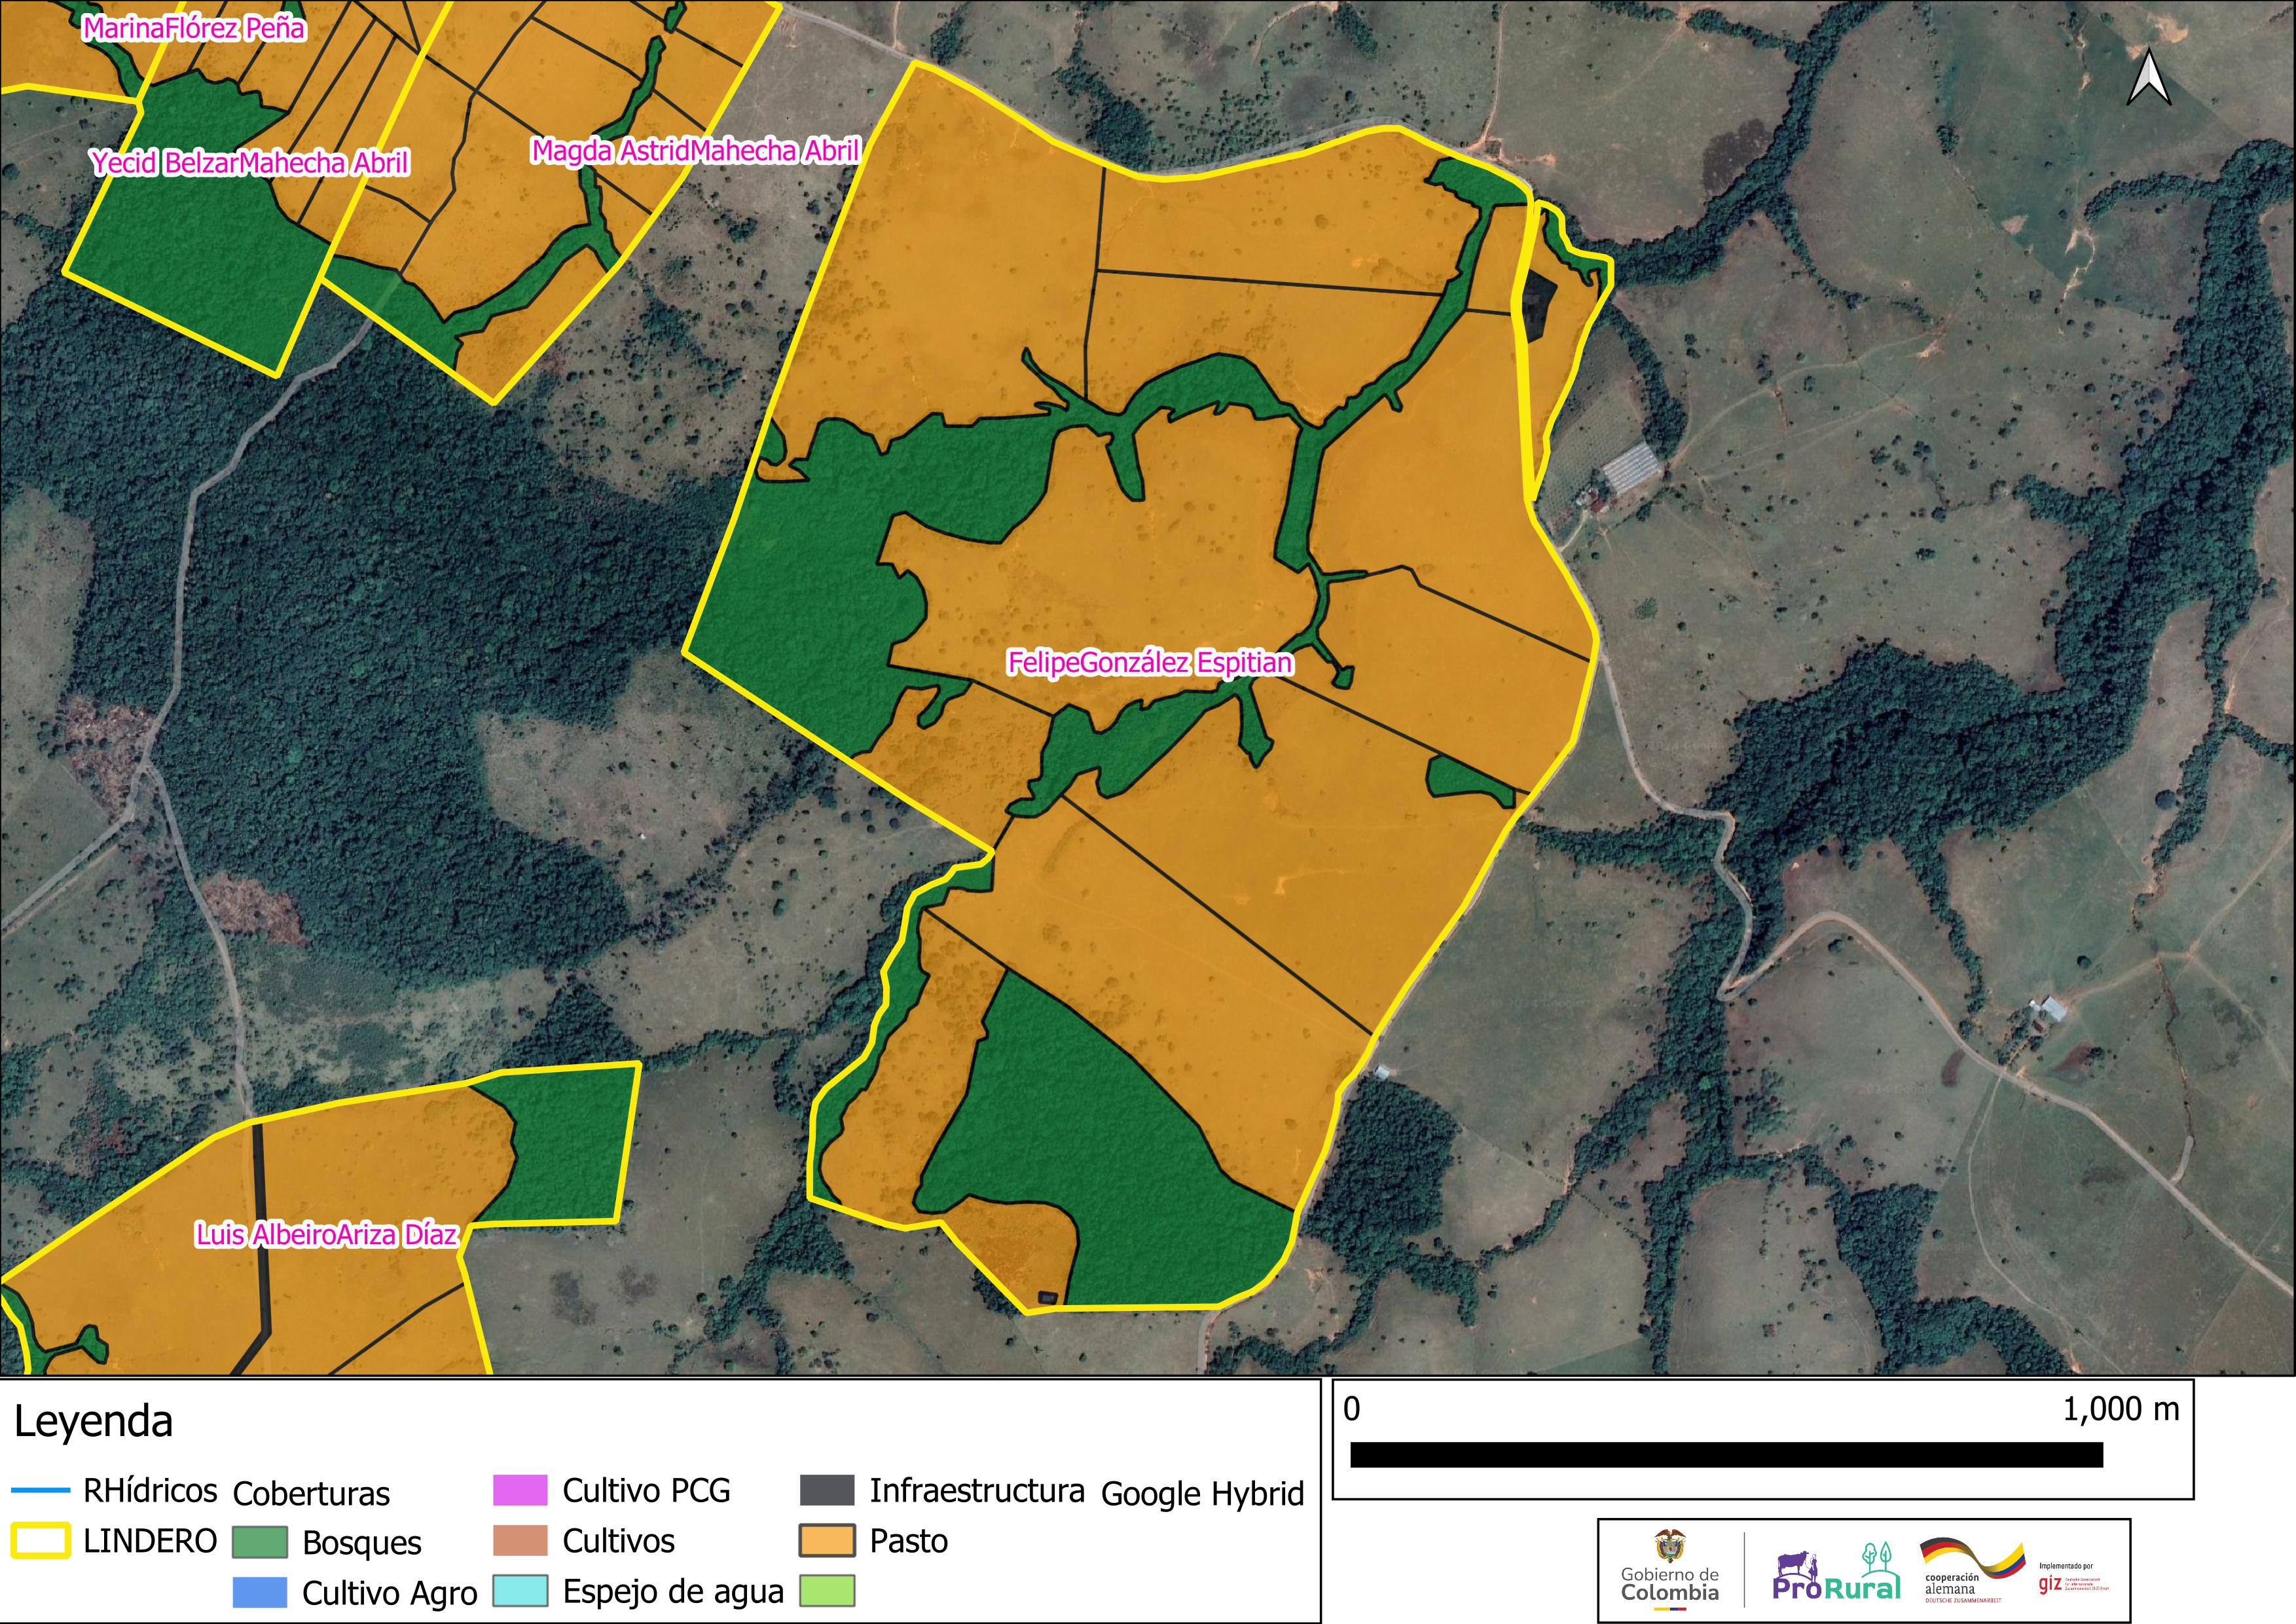 MarinaFlórez Peña
Yecid BelzarMahecha Abril
Magda AstridMahecha Abril
FelipeGonzález Espitian
Luis AlbeiroAriza Díaz
Leyenda
RHídricos
LINDERO
Coberturas
Bosques
Cultivo Agro
Cultivo PCG
Cultivos
Espejo de agua
Infraestructura
Pasto
Google Hybrid
0 1,000 m
Gobierno de
Colombia
ProRural
cooperación
alemana
DEUTSCHE ZUSAMMENARBEIT
Implementado por
giz